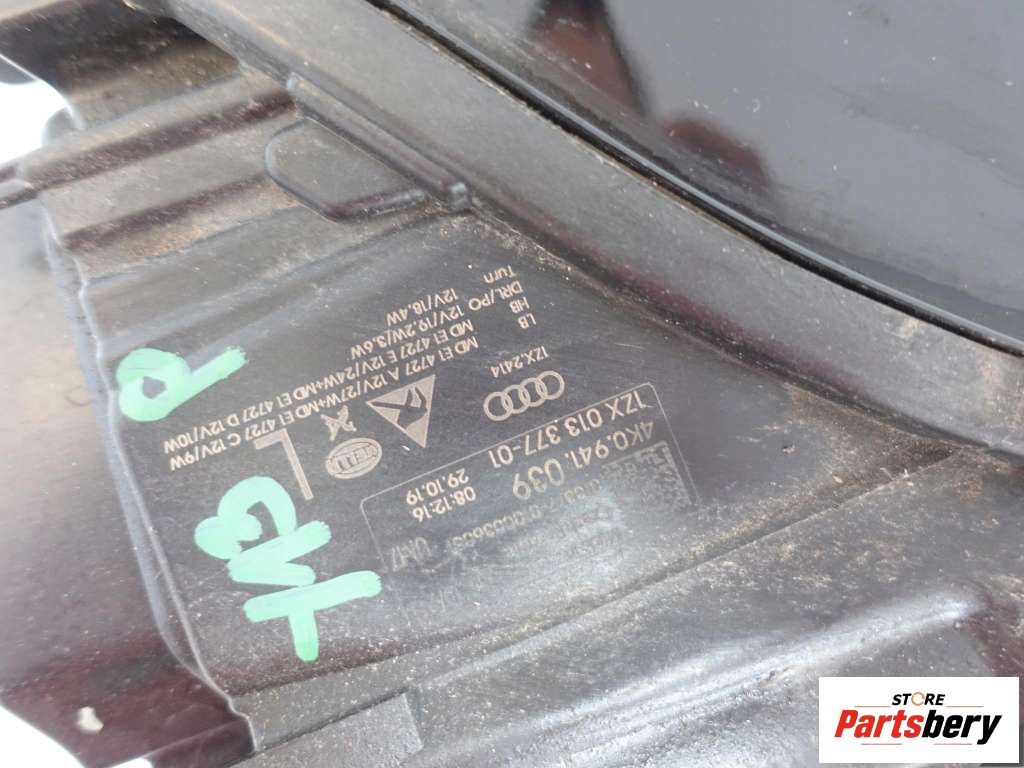 4K0.941.039
1ZX 013 377-01
08:12:16
29.10.19
1ZX.2414
L
HELLA
LB MD E1 4727 A 12V/27W+MD E1 4727 C 12V/9W
HB MD E1 4727 E 12V/24W+MD E1 4727 D 12V/10W
DRL/PO 12V/19.2W/3.6W
Turn 12V/18.4W
STORE
Partsbery